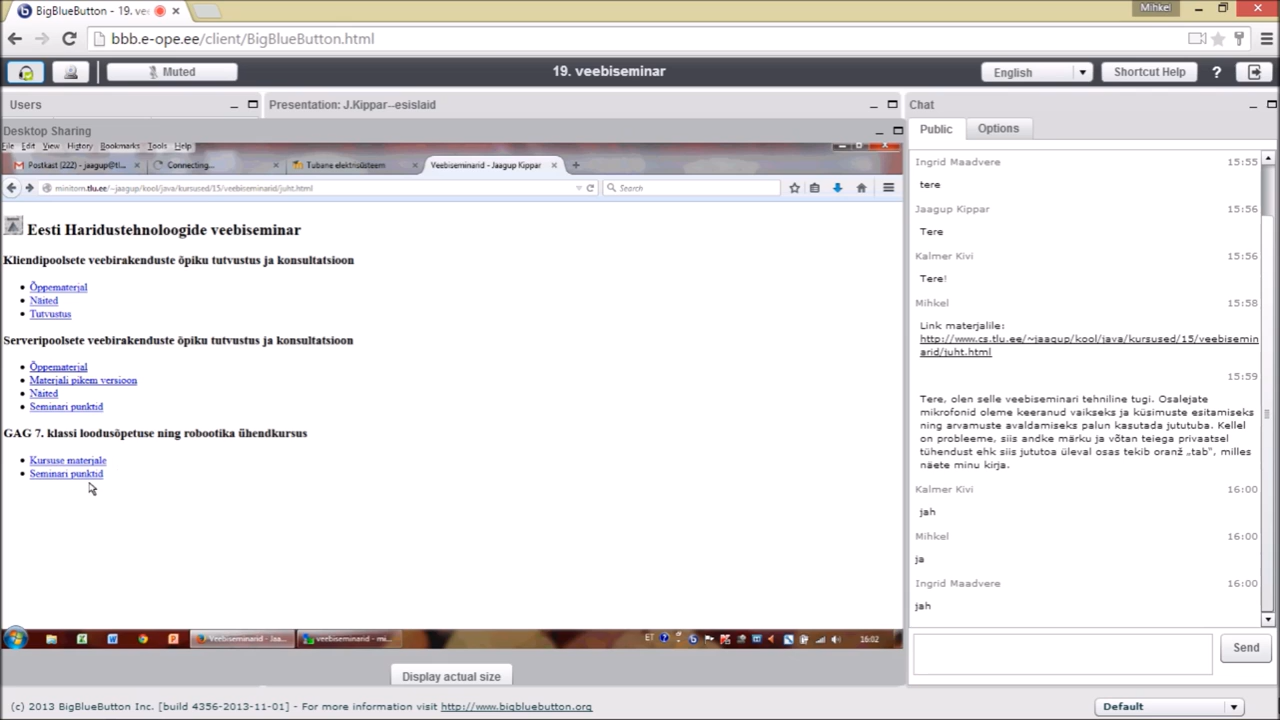 BigBlueButton - 19. ve
Mihkel
bbb.e-ope.ee/client/BigBlueButton.html
Muted
19. veebiseminar
English
Shortcut Help
?
Users
Presentation: J.Kippar--esislaid
Chat
Desktop Sharing
Public
Options
File Edit View History Bookmarks Tools Help
Postkast (222) - jaagup@tl...
Connecting...
Tubane elektrisüsteem
Veebiseminarid - Jaagup Kippar
minitorn.tlu.ee/~jaagup/kool/java/kursused/15/veebiseminarid/juht.html
Search
Eesti Haridustehnoloogide veebiseminar
Kliendipoolsete veebirakenduste õpiku tutvustus ja konsultatsioon
Õppematerjal
Näited
Tutvustus
Serveripoolsete veebirakenduste õpiku tutvustus ja konsultatsioon
Õppematerjal
Materjali pikem versioon
Näited
Seminari punktid
GAG 7. klassi loodusõpetuse ning robootika ühendkursus
Kursuse materjale
Seminari punktid
Veebiseminarid - Jaa...
veebiseminarid - mi...
16:02
Display actual size
Ingrid Maadvere 15:55
tere
Jaagup Kippar 15:56
Tere
Kalmer Kivi 15:56
Tere!
Mihkel 15:58
Link materjalile:
http://www.cs.tlu.ee/~jaagup/kool/java/kursused/15/veebisemin
arid/juht.html
15:59
Tere, olen selle veebiseminari tehniline tugi. Osalejate
mikrofonid oleme keeranud vaikseks ja küsimuste esitamiseks
ning arvamuste avaldamiseks palun kasutada jututuba. Kellel
on probleeme, siis andke märku ja võtan teiega privaatsel
tühendust ehk siis jututoa üleval osas tekib oranž „tab", milles
näete minu kirja.
Kalmer Kivi 16:00
jah
Mihkel 16:00
ja
Ingrid Maadvere 16:00
jah
Send
(c) 2013 BigBlueButton Inc. [build 4356-2013-11-01] - For more information visit http://www.bigbluebutton.org
Default